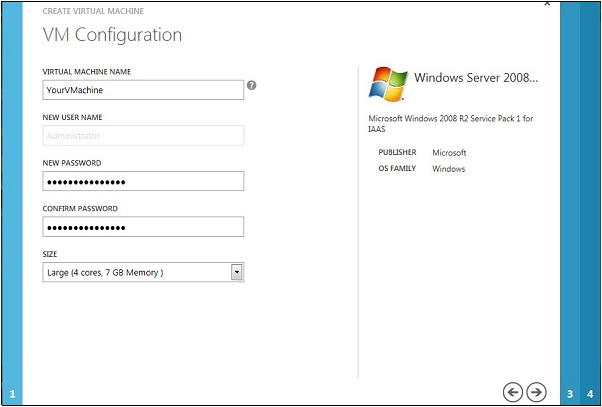 CREATE VIRTUAL MACHINE
VM Configuration
VIRTUAL MACHINE NAME
YourVMachine
?
NEW USER NAME
Administrator
NEW PASSWORD
●●●●●●●●●●●●●●●
CONFIRM PASSWORD
●●●●●●●●●●●●●●●
SIZE
Large (4 cores, 7 GB Memory )
Windows Server 2008...
Microsoft Windows 2008 R2 Service Pack 1 for
IAAS
PUBLISHER Microsoft
OS FAMILY Windows
1
3
4